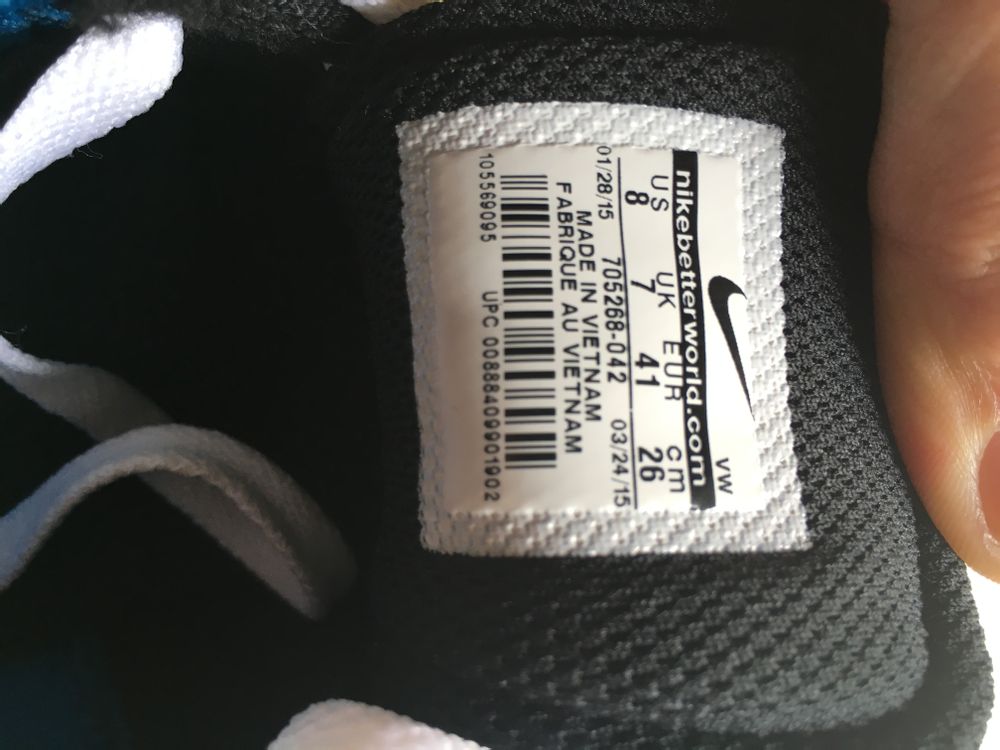 VW
nikebetterworld.com
US UK EUR cm
8 7 41 26
01/28/15 705268-042 03/24/15
MADE IN VIETNAM
FABRIQUE AU VIETNAM
105569095 UPC 00888409901902